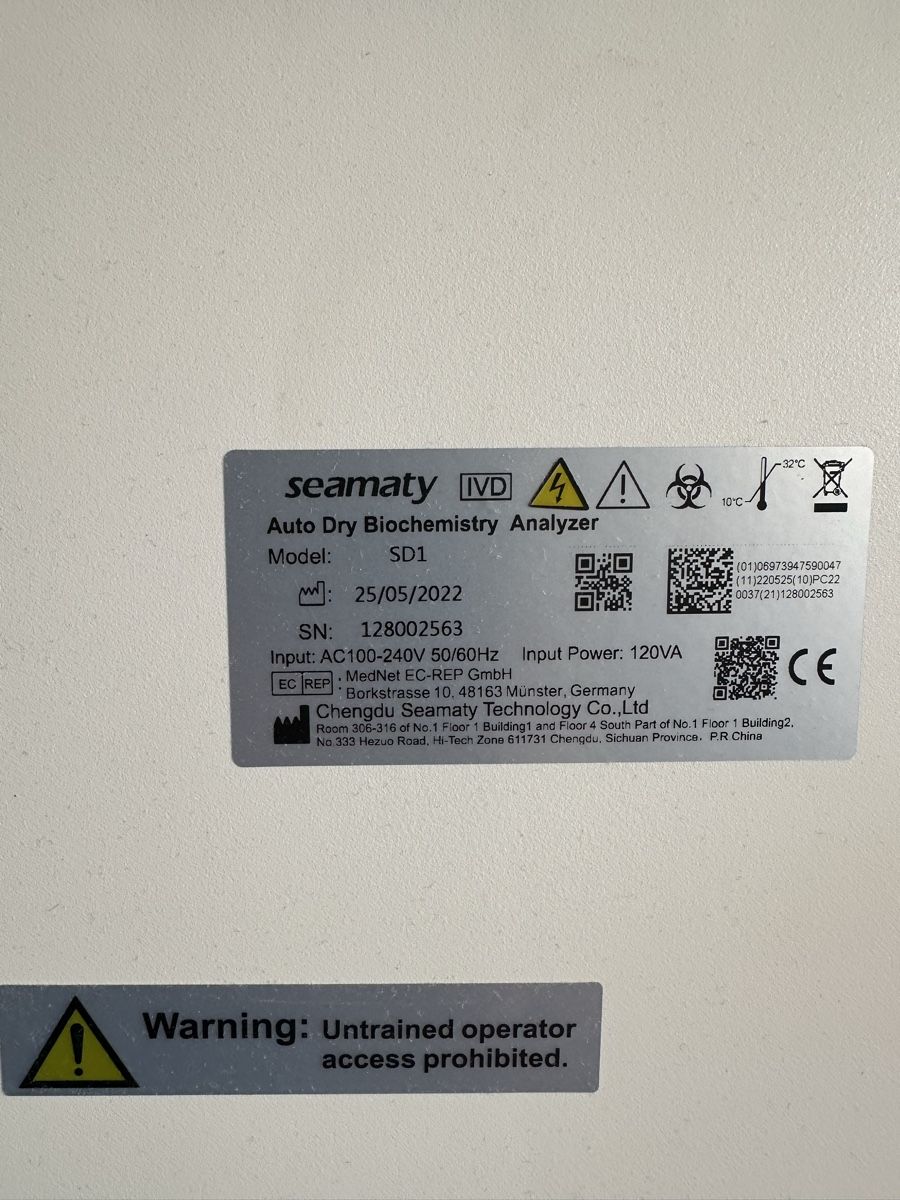 seamaty IVD
32°C
10°C
Auto Dry Biochemistry Analyzer
Model: SD1
: 25/05/2022
SN: 128002563
(01)06973947590047
(11)220525(10)PC22
0037(21)128002563
Input: AC100-240V 50/60Hz Input Power: 120VA
EC REP : MedNet EC-REP GmbH
Borkstrasse 10, 48163 Münster, Germany
CE
Chengdu Seamaty Technology Co.,Ltd
Room 306-316 of No.1 Floor 1 Building1 and Floor 4 South Part of No.1 Floor 1 Building2,
No.333 Hezuo Road, Hi-Tech Zone 611731 Chengdu, Sichuan Province, P.R China
Warning: Untrained operator
access prohibited.